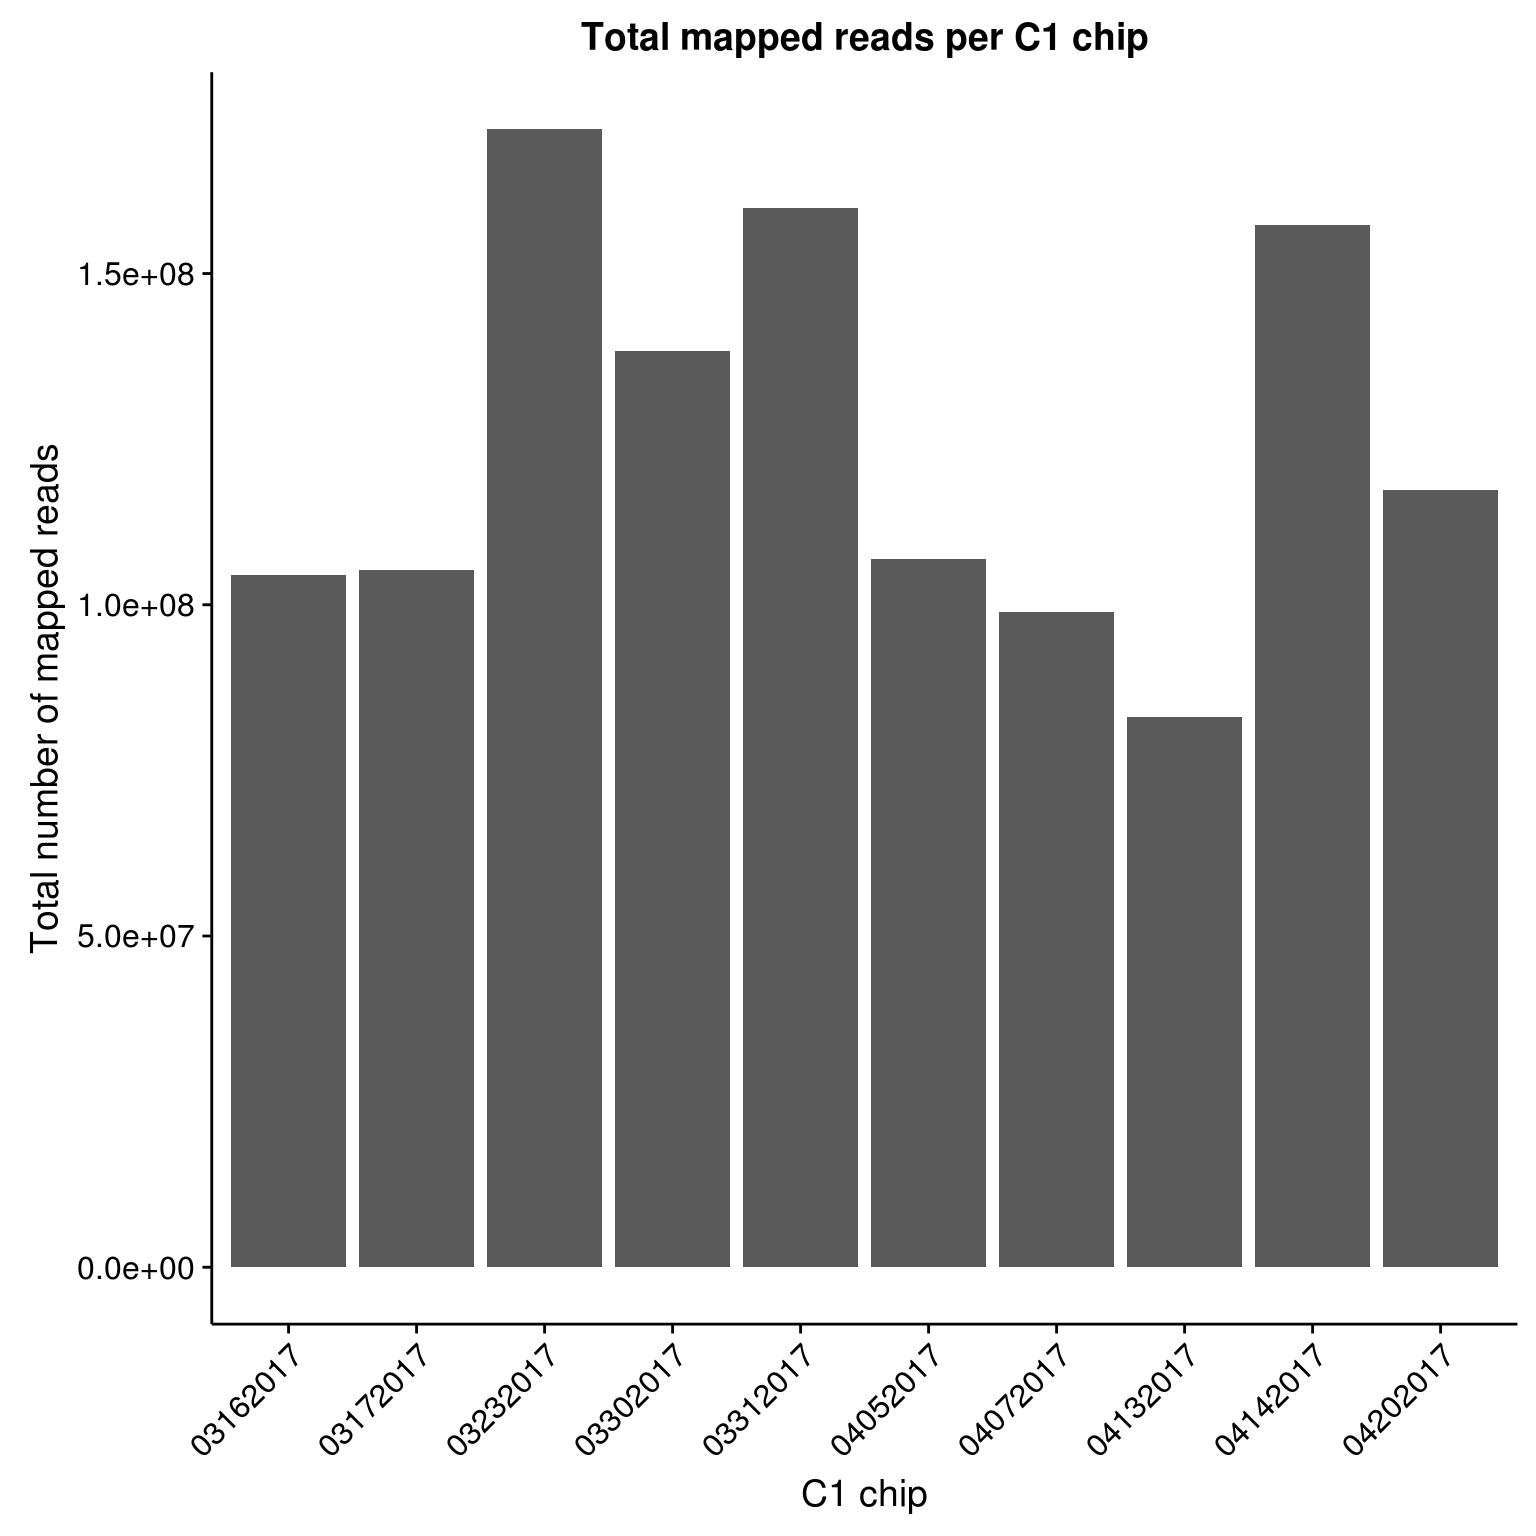 Total mapped reads per C1 chip
Total number of mapped reads
1.5e+08
1.0e+08
5.0e+07
0.0e+00
03162017
03172017
03232017
03302017
03312017
04052017
04072017
04132017
04142017
04202017
C1 chip